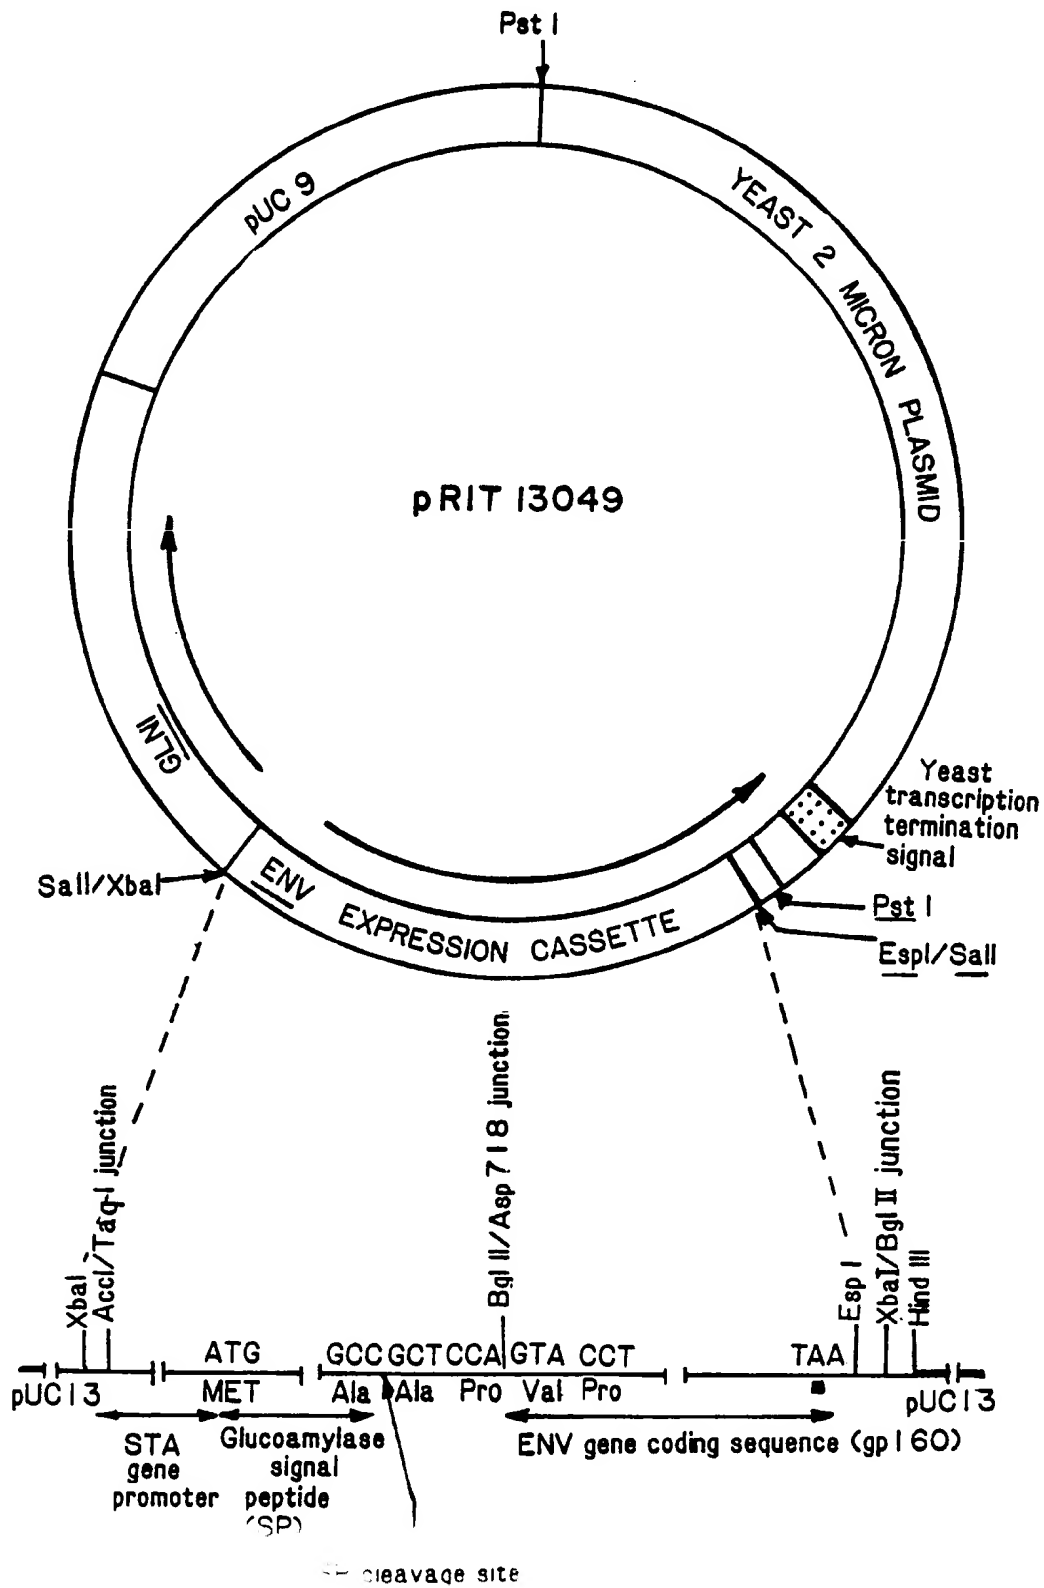 Pst I
pUC 9
YEAST 2 MICRON PLASMID
pRIT 13049
GLN1
Yeast
transcription
termination
signal
SalI/XbaI
ENV EXPRESSION CASSETTE
Pst I
EspI/SalI
XbaI
AccI/Taq-I junction
Bgl II/Asp 718 junction
Esp I
XbaI/Bgl II junction
Hind III
ATG
GCC GCT CCA GTA CCT
TAA
pUC13
MET
Ala Ala Pro Val Pro
pUC13
STA
gene
promoter
Glucoamylase
signal
peptide
(SP)
ENV gene coding sequence (gp160)
cleavage site